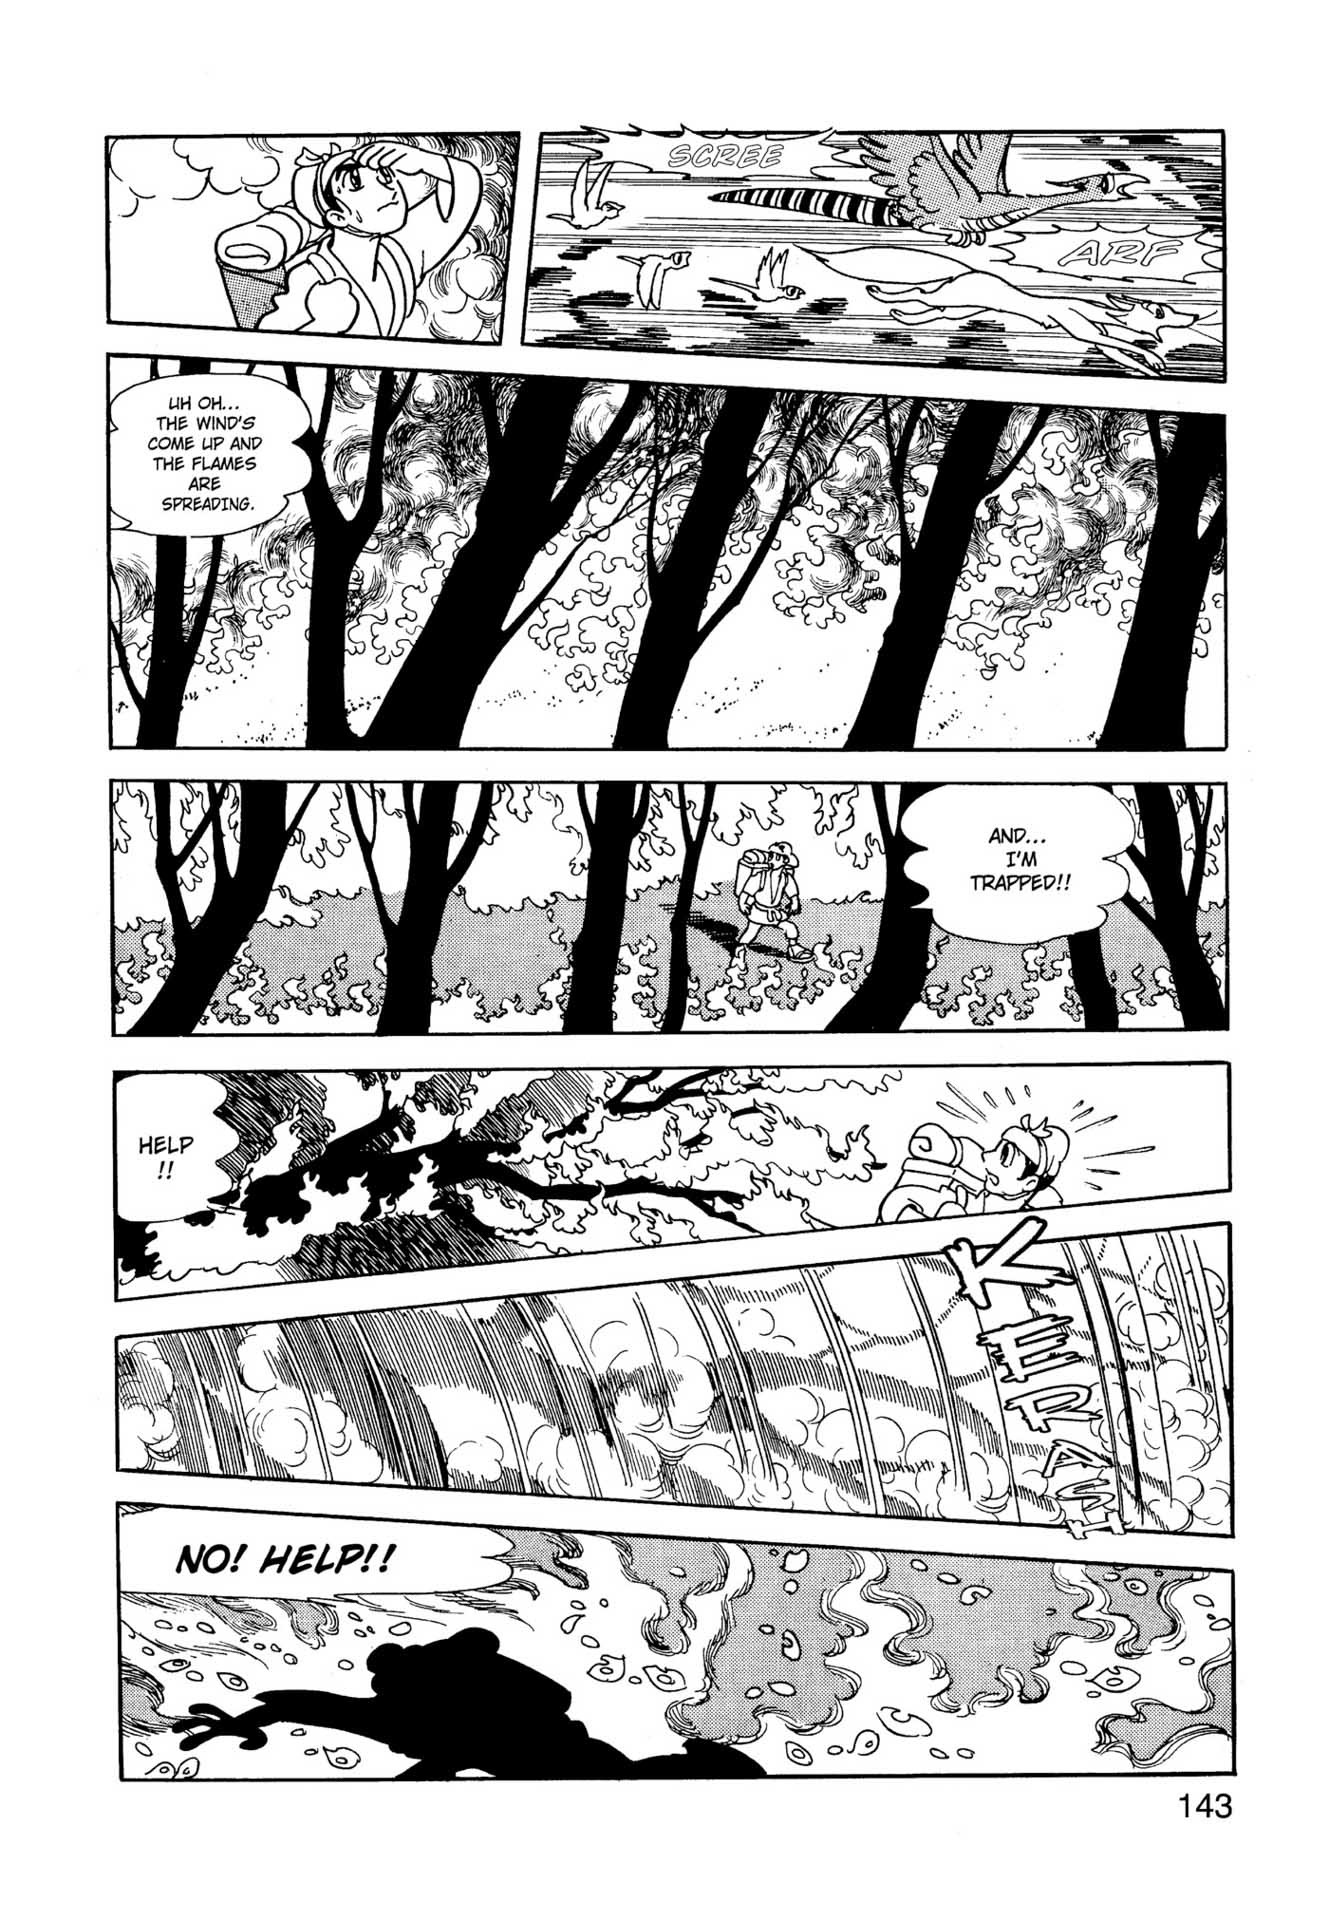 SCREE
ARF
UH OH...
THE WIND'S
COME UP AND
THE FLAMES
ARE
SPREADING.
AND...
I'M
TRAPPED!!
HELP
!!
KERASH
NO! HELP!!
143